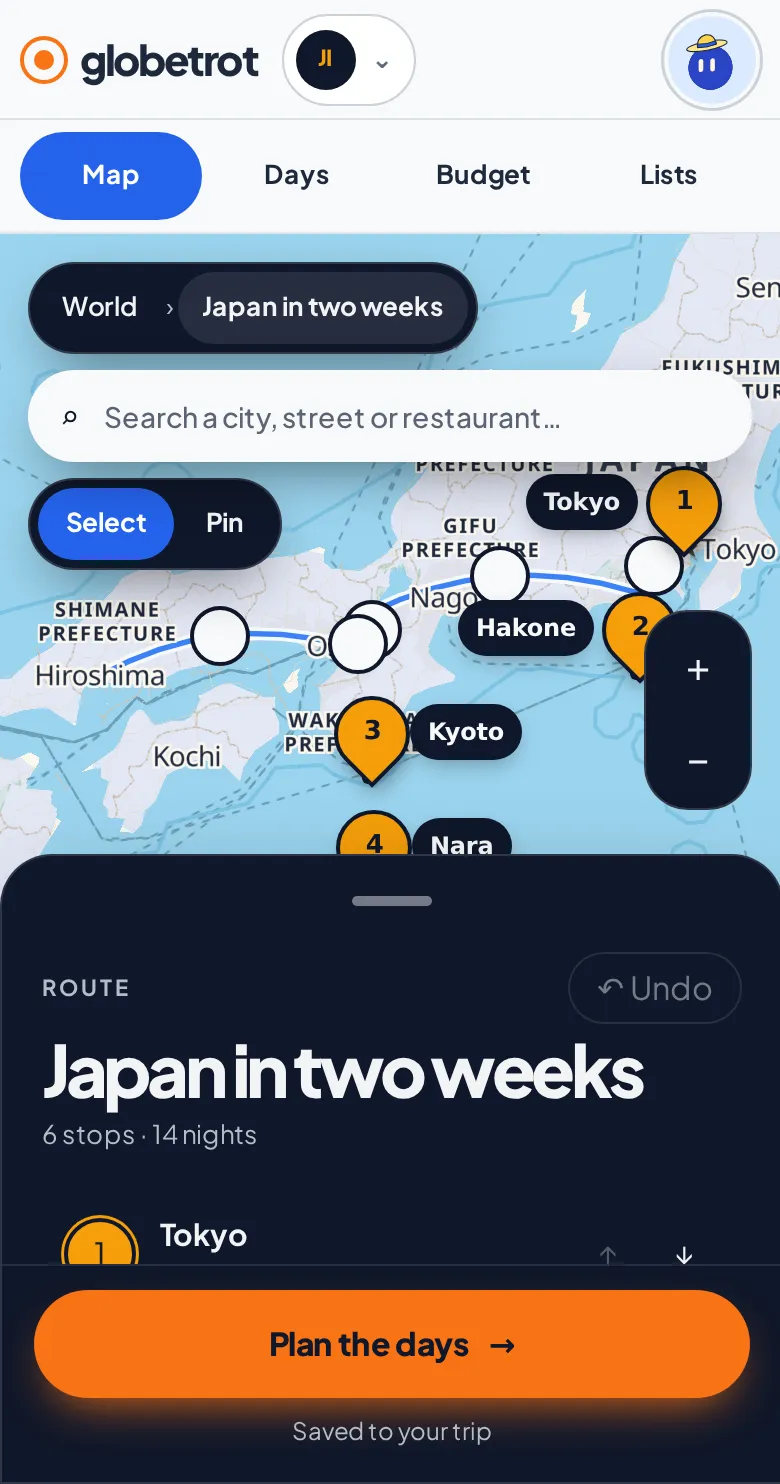 globetrot
JI
Map
Days
Budget
Lists
World › Japan in two weeks
Sen
FUKUSHIM
Search a city, street or restaurant...
PREFECTURE
JAPAN
Select
Pin
Tokyo
1
GIFU
PREFECTURE
Tokyo
SHIMANE
PREFECTURE
Nago
Hakone
2
Hiroshima
O
+
WAK
PREF
3
Kyoto
Kochi
−
4
Nara
ROUTE
↶ Undo
Japan in two weeks
6 stops · 14 nights
1
Tokyo
↑
↓
Plan the days →
Saved to your trip